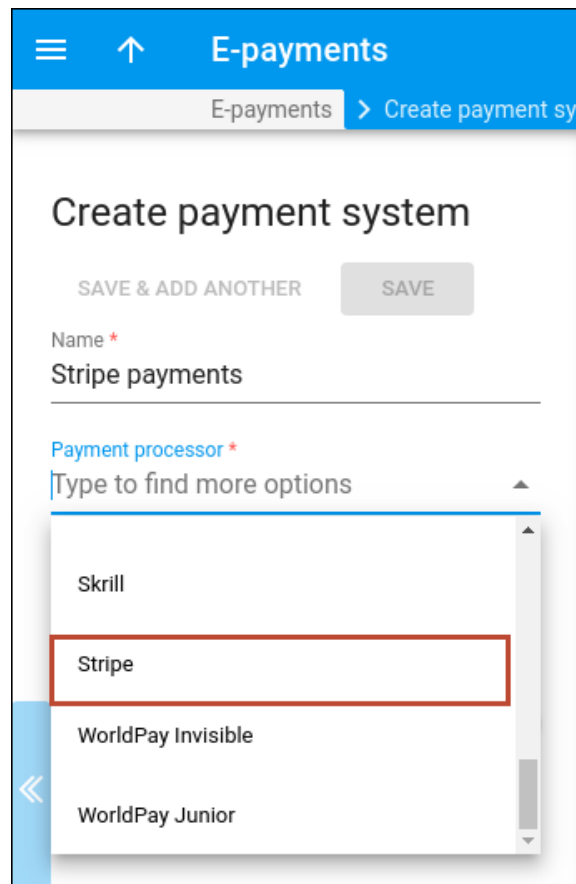 E-payments
E-payments > Create payment sy
Create payment system
SAVE & ADD ANOTHER SAVE
Name *
Stripe payments
Payment processor *
Type to find more options
Skrill
Stripe
WorldPay Invisible
WorldPay Junior